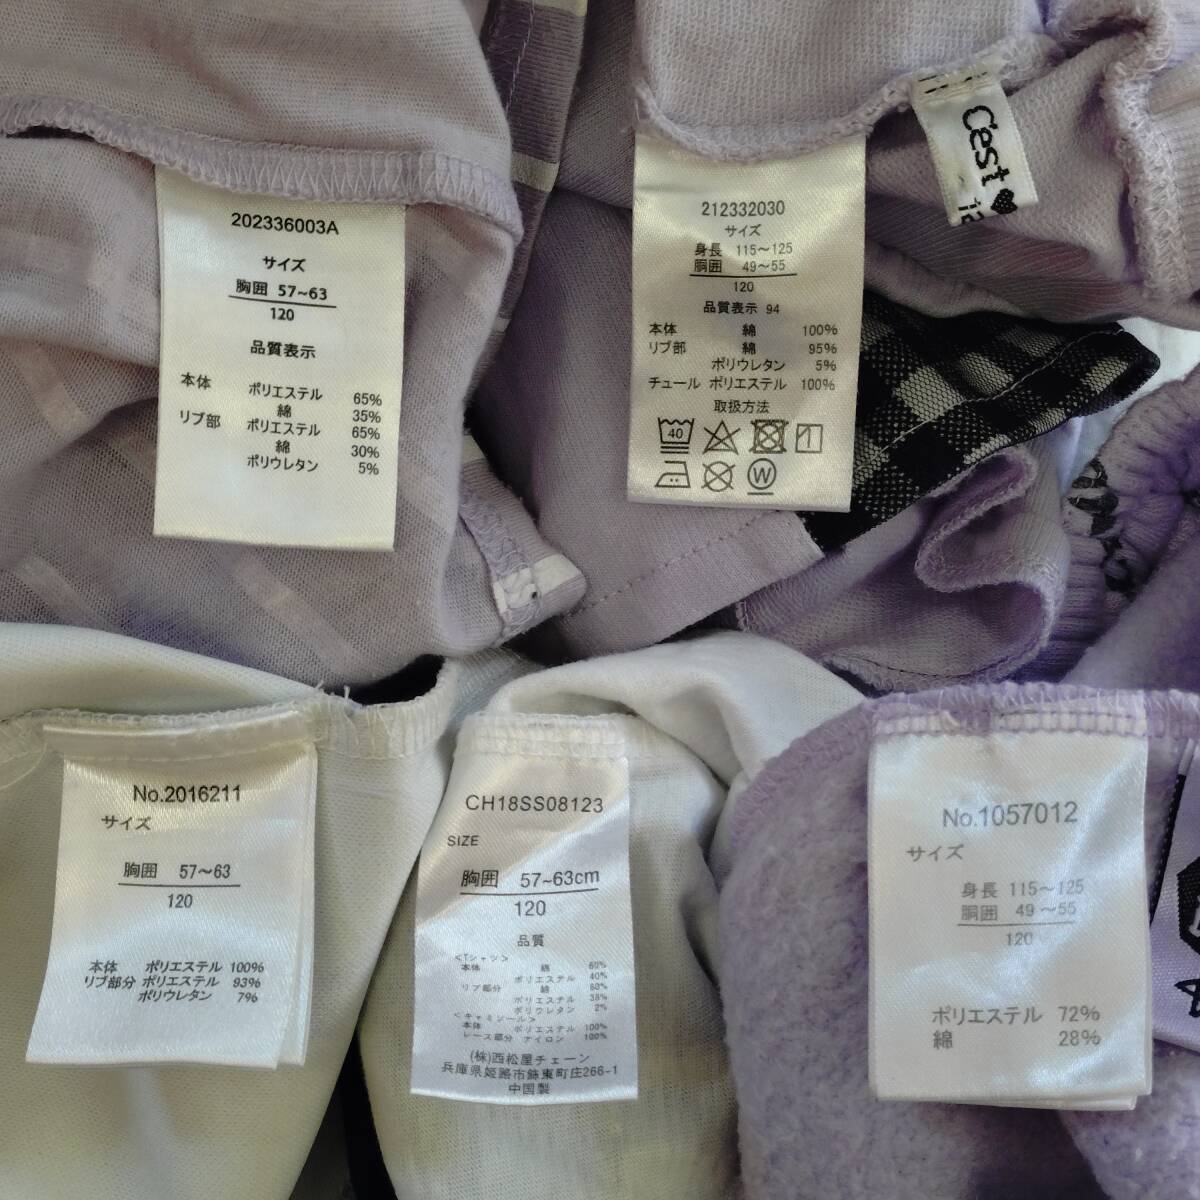 202336003A
サイズ
胸囲 57~63
120
品質表示
本体 ポリエステル 65%
綿 35%
リブ部 ポリエステル 65%
綿 30%
ポリウレタン 5%
212332030
サイズ
身長 115～125
胴囲 49～55
120
品質表示 94
本体 綿 100%
リブ部 綿 95%
ポリウレタン 5%
チュール ポリエステル 100%
取扱方法
40
W
C'est
No.2016211
サイズ
胸囲 57～63
120
本体 ポリエステル 100%
リブ部分 ポリエステル 93%
ポリウレタン 7%
CH18SS08123
SIZE
胸囲 57~63cm
120
品質
<Tシャツ>
本体 綿 60%
ポリエステル 40%
リブ部分 綿 60%
ポリエステル 38%
ポリウレタン 2%
<キャミソール>
本体 ポリエステル 100%
レース部分 ナイロン 100%
(株)西松屋チェーン
兵庫県姫路市飾東町庄266-1
中国製
No.1057012
サイズ
身長 115～125
胴囲 49～55
120
ポリエステル 72%
綿 28%